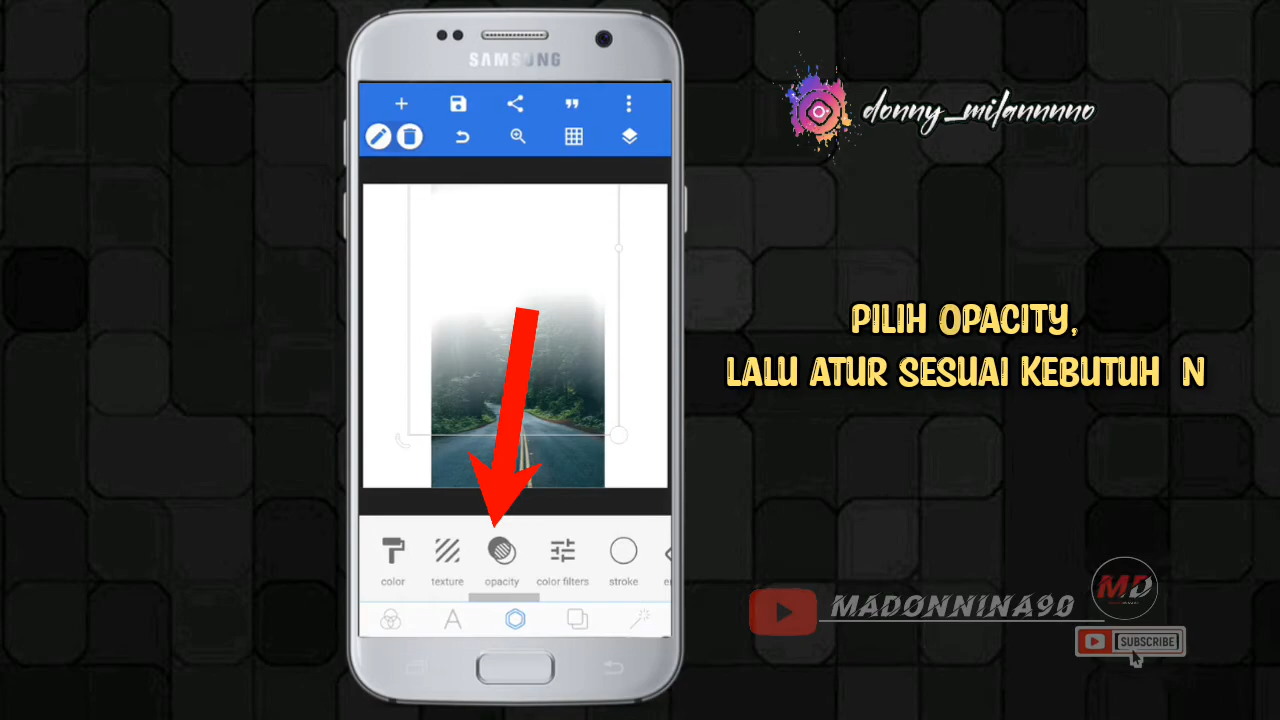 SAMSUNG
donny_milannnno
PILIH OPACITY,
LALU ATUR SESUAI KEBUTUH N
color texture opacity color filters stroke
MADONNINA90
MD
SUBSCRIBE